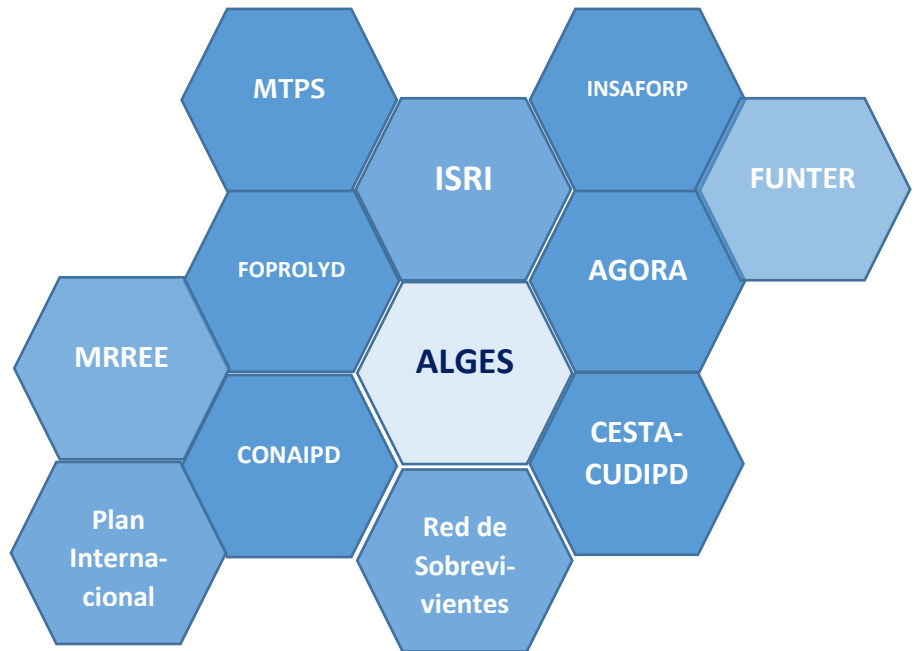 MTPS
INSAFORP
ISRI
FUNTER
FOPROLYD
AGORA
MRREE
ALGES
CONAIPD
CESTA-
CUDIPD
Plan
Interna-
cional
Red de
Sobrevi-
vientes